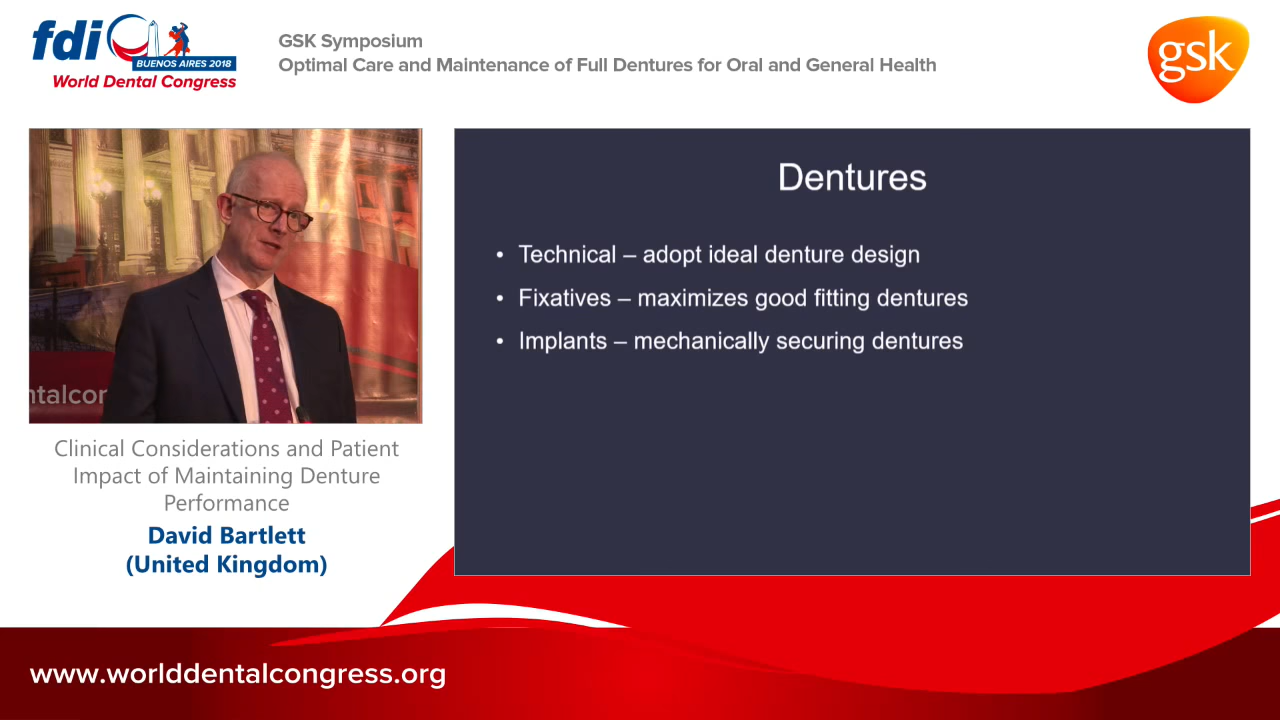 fdi
BUENOS AIRES 2018
World Dental Congress
GSK Symposium
Optimal Care and Maintenance of Full Dentures for Oral and General Health
gsk
ntalcor
Clinical Considerations and Patient
Impact of Maintaining Denture
Performance
David Bartlett
(United Kingdom)
Dentures
• Technical – adopt ideal denture design
• Fixatives – maximizes good fitting dentures
• Implants – mechanically securing dentures
www.worlddentalcongress.org